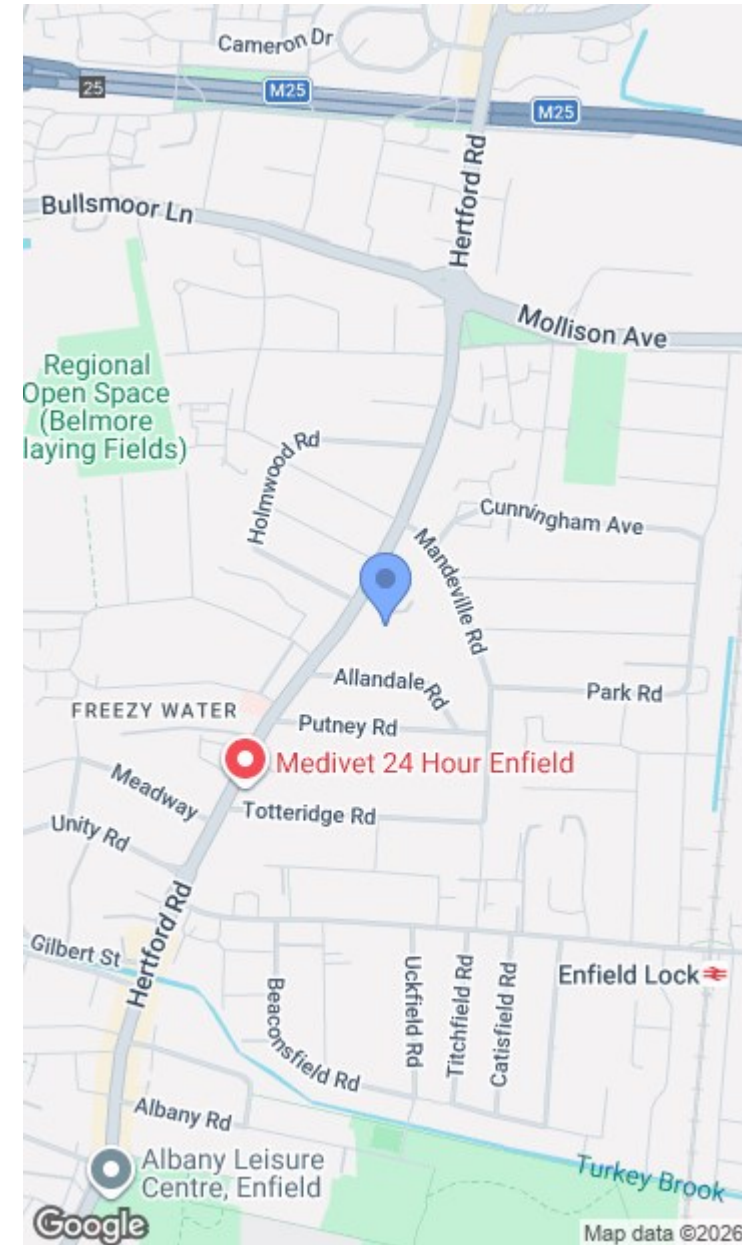 Cameron Dr
25
M25
M25
Hertford Rd
Bullsmoor Ln
Mollison Ave
Regional
Open Space
(Belmore
laying Fields)
Holmwood Rd
Cunningham Ave
Mandeville Rd
Allandale Rd
Park Rd
FREEZY WATER
Putney Rd
Medivet 24 Hour Enfield
Meadway
Totteridge Rd
Unity Rd
Hertford Rd
Gilbert St
Beaconsfield Rd
Uckfield Rd
Titchfield Rd
Catisfield Rd
Enfield Lock
Albany Rd
Albany Leisure
Centre, Enfield
Turkey Brook
Google
Map data ©2026